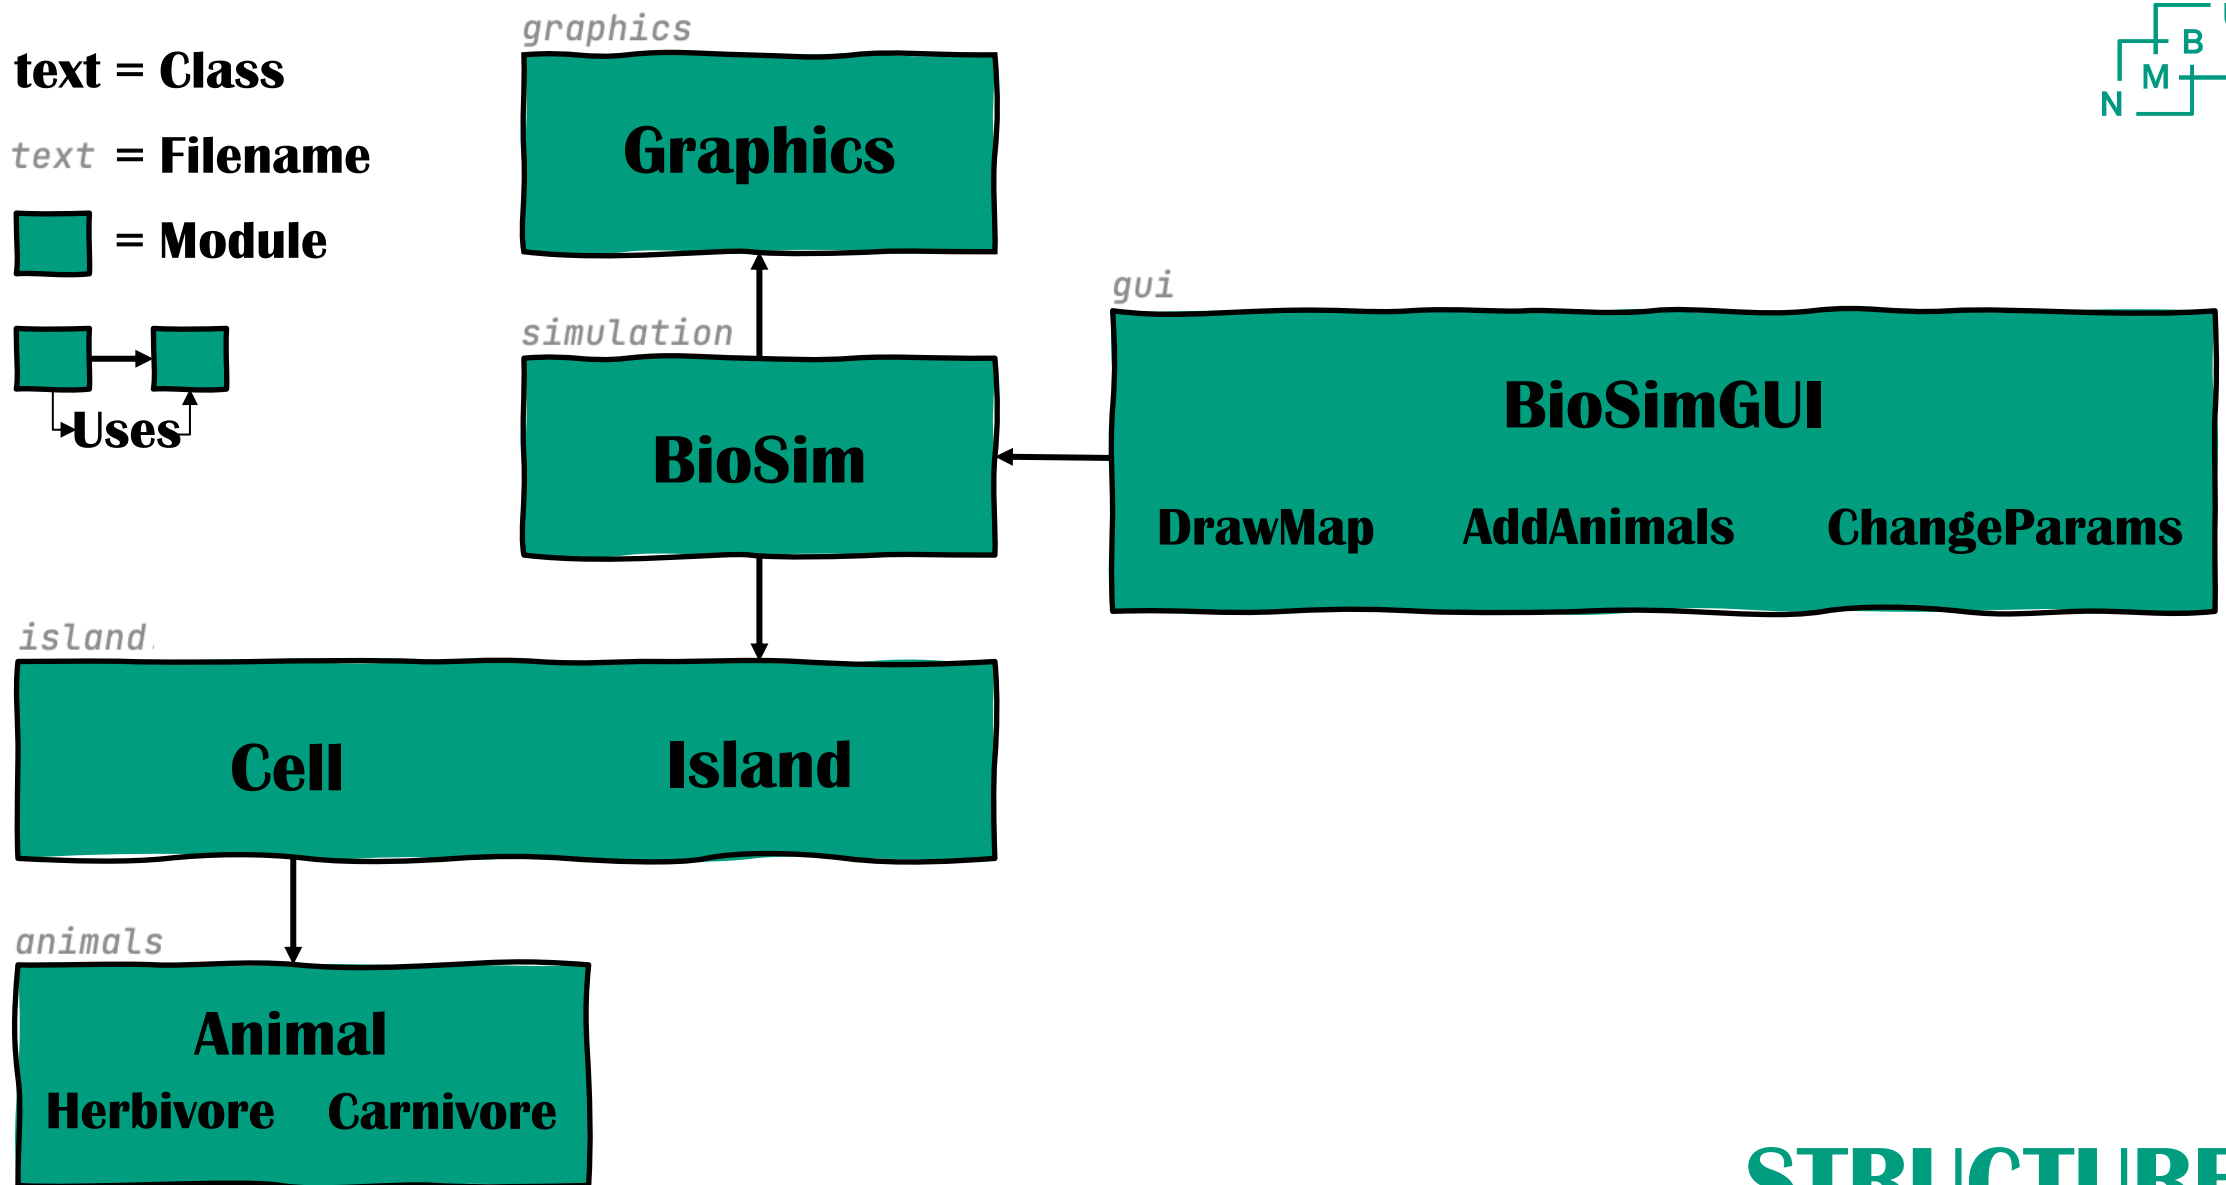 text = Class
text = Filename
= Module
Uses
graphics
Graphics
simulation
BioSim
gui
BioSimGUI
DrawMap AddAnimals ChangeParams
island
Cell Island
animals
Animal
Herbivore Carnivore
B
M
N
STRUCTURE